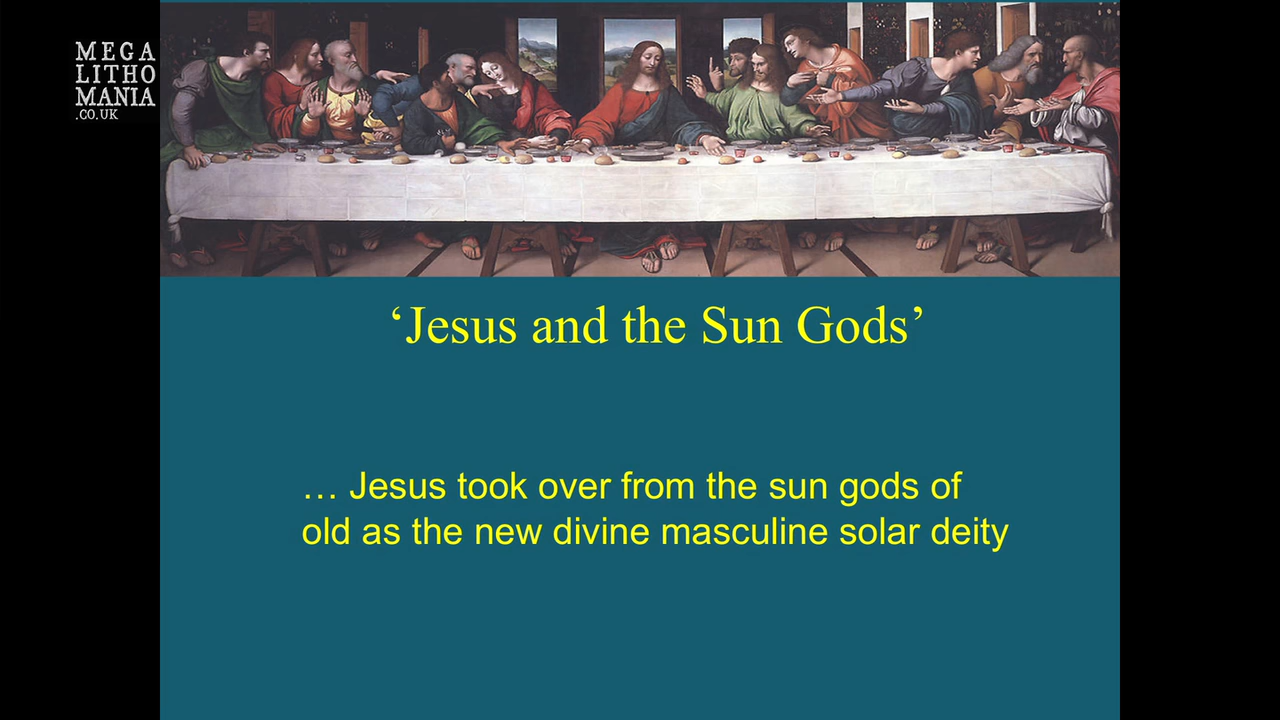 MEGA
LITHO
MANIA
.CO.UK
‘Jesus and the Sun Gods’
… Jesus took over from the sun gods of
old as the new divine masculine solar deity